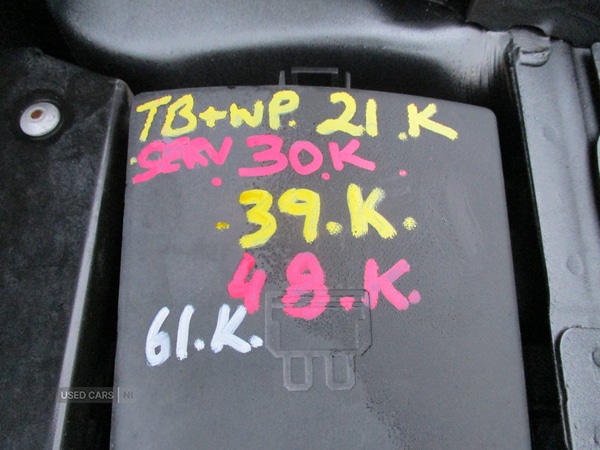 TB+WP. 21.K
SERV 30.K
39.K.
48.K.
61.K.
USED CARS NI